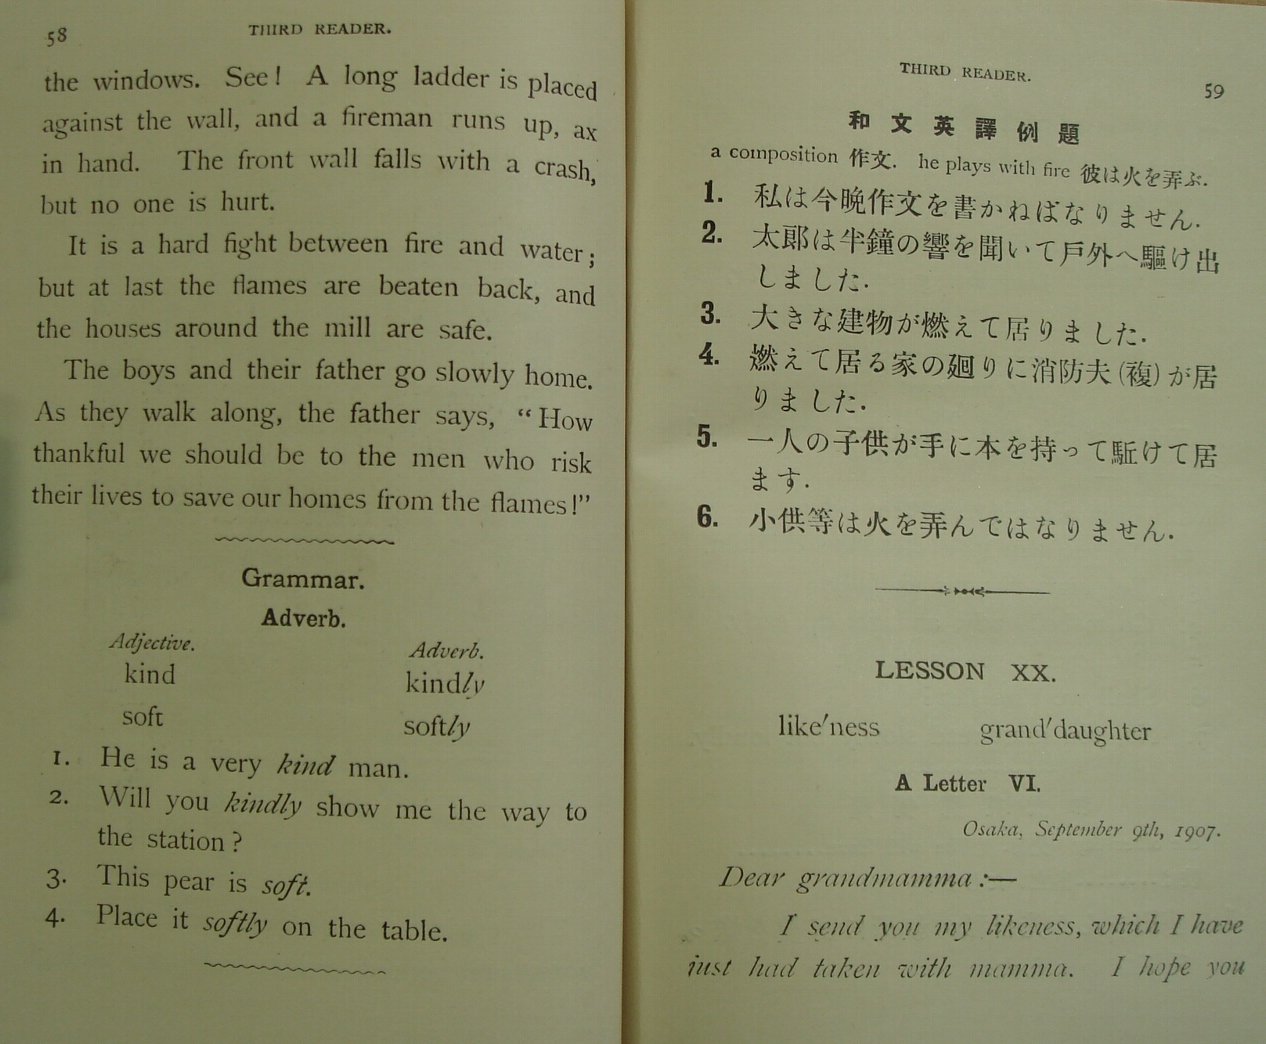 58
THIRD READER.
the windows. See! A long ladder is placed
against the wall, and a fireman runs up, ax
in hand. The front wall falls with a crash,
but no one is hurt.
It is a hard fight between fire and water;
but at last the flames are beaten back, and
the houses around the mill are safe.
The boys and their father go slowly home.
As they walk along, the father says, “How
thankful we should be to the men who risk
their lives to save our homes from the flames!”
Grammar.
Adverb.
Adjective. Adverb.
kind kindly
soft softly
1. He is a very kind man.
2. Will you kindly show me the way to
the station?
3. This pear is soft.
4. Place it softly on the table.
THIRD READER.
59
和文英譯例題
a composition 作文. he plays with fire 彼は火を弄ぶ.
1. 私は今晩作文を書かねばなりません.
2. 太郎は半鐘の響を聞いて戸外へ驅け出
しました.
3. 大きな建物が燃えて居りました.
4. 燃えて居る家の廻りに消防夫(複)が居
りました.
5. 一人の子供が手に本を持って駈けて居
ます.
6. 小供等は火を弄んではなりません.
LESSON XX.
like′ness grand′daughter
A Letter VI.
Osaka, September 9th, 1907.
Dear grandmamma :—
I send you my likeness, which I have
just had taken with mamma. I hope you